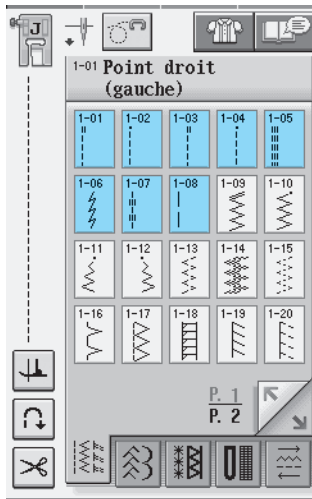 J
1-01 Point droit
(gauche)
1-01 1-02 1-03 1-04 1-05
1-06 1-07 1-08 1-09 1-10
1-11 1-12 1-13 1-14 1-15
1-16 1-17 1-18 1-19 1-20
P. 1
P. 2